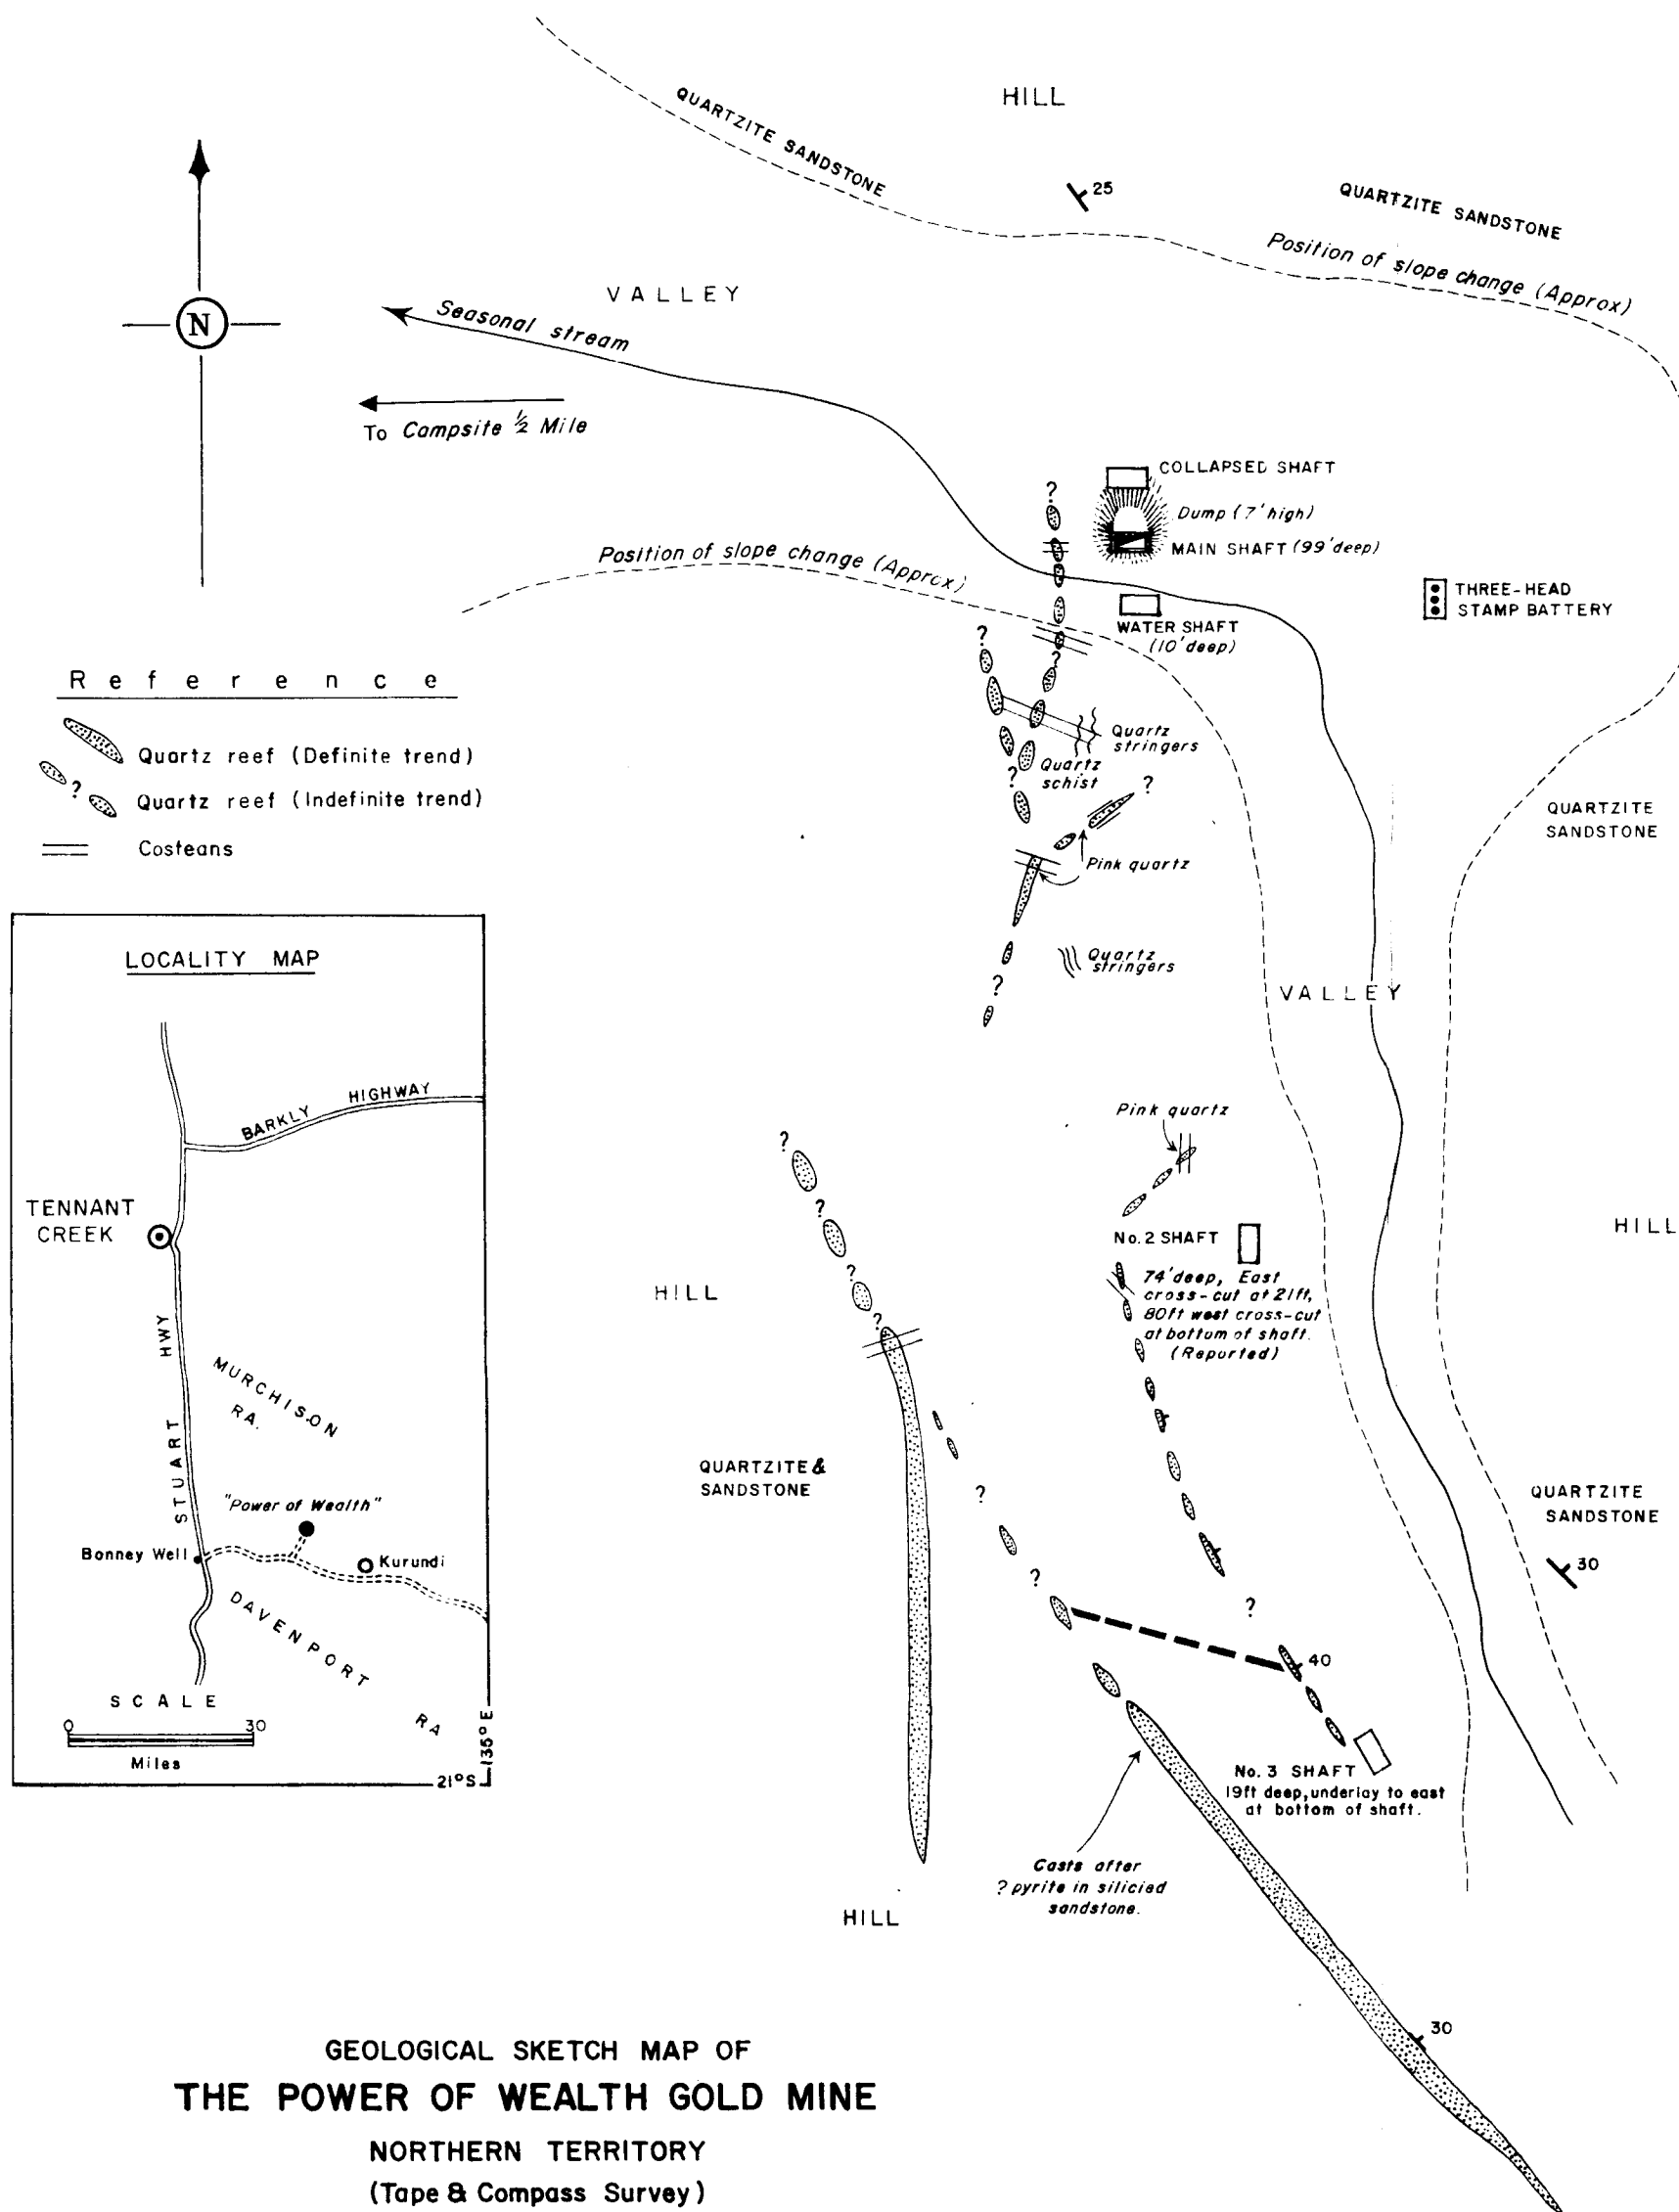 HILL
QUARTZITE SANDSTONE
25
QUARTZITE SANDSTONE
Position of slope change (Approx)
VALLEY
Seasonal stream
N
To Campsite ½ Mile
COLLAPSED SHAFT
?
Dump (7' high)
MAIN SHAFT (99' deep)
Position of slope change (Approx)
THREE-HEAD
STAMP BATTERY
WATER SHAFT
(10' deep)
?
?
Reference
Quartz reef (Definite trend)
?
Quartz reef (Indefinite trend)
Costeans
Quartz
stringers
Quartz
schist
?
?
Pink quartz
QUARTZITE
SANDSTONE
Quartz
stringers
?
VALLEY
LOCALITY MAP
BARKLY HIGHWAY
TENNANT
CREEK
STUART HWY
MURCHISON
RA.
"Power of Wealth"
Bonney Well
Kurundi
DAVENPORT
RA
SCALE
0 30
Miles
135° E
21°S
Pink quartz
?
?
?
?
HILL
No. 2 SHAFT
74' deep, East
cross-cut at 21ft,
80ft west cross-cut
at bottom of shaft.
(Reported)
HILL
QUARTZITE &
SANDSTONE
?
QUARTZITE
SANDSTONE
30
?
?
40
No. 3 SHAFT
19ft deep, underlay to east
at bottom of shaft.
Casts after
? pyrite in silicied
sandstone.
HILL
30
GEOLOGICAL SKETCH MAP OF
THE POWER OF WEALTH GOLD MINE
NORTHERN TERRITORY
(Tape & Compass Survey)